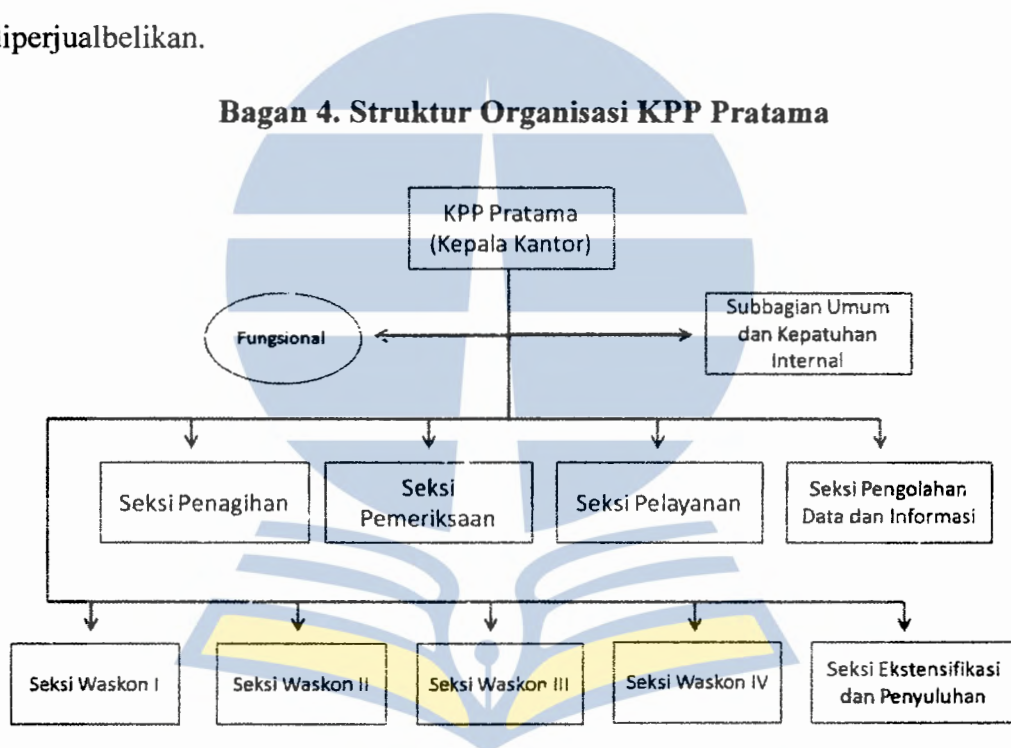 diperjualbelikan.
Bagan 4. Struktur Organisasi KPP Pratama
KPP Pratama
(Kepala Kantor)
Fungsional
Subbagian Umum
dan Kepatuhan
Internal
Seksi Penagihan
Seksi
Pemeriksaan
Seksi Pelayanan
Seksi Pengolahan
Data dan Informasi
Seksi Waskon I
Seksi Waskon II
Seksi Waskon III
Seksi Waskon IV
Seksi Ekstensifikasi
dan Penyuluhan